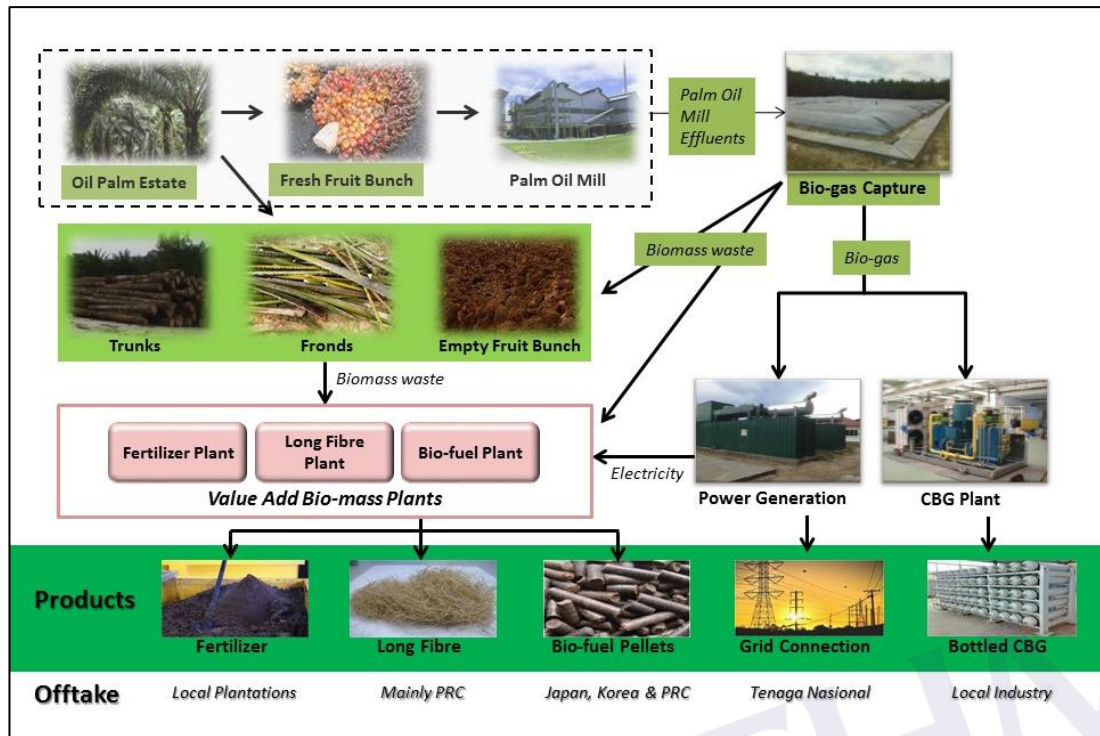 Oil Palm Estate
Fresh Fruit Bunch
Palm Oil Mill
Palm Oil
Mill
Effluents
Bio-gas Capture
Biomass waste
Bio-gas
Trunks
Fronds
Empty Fruit Bunch
Biomass waste
Fertilizer Plant
Long Fibre
Plant
Bio-fuel Plant
Value Add Bio-mass Plants
Electricity
Power Generation
CBG Plant
Products
Fertilizer
Long Fibre
Bio-fuel Pellets
Grid Connection
Bottled CBG
Offtake
Local Plantations
Mainly PRC
Japan, Korea & PRC
Tenaga Nasional
Local Industry